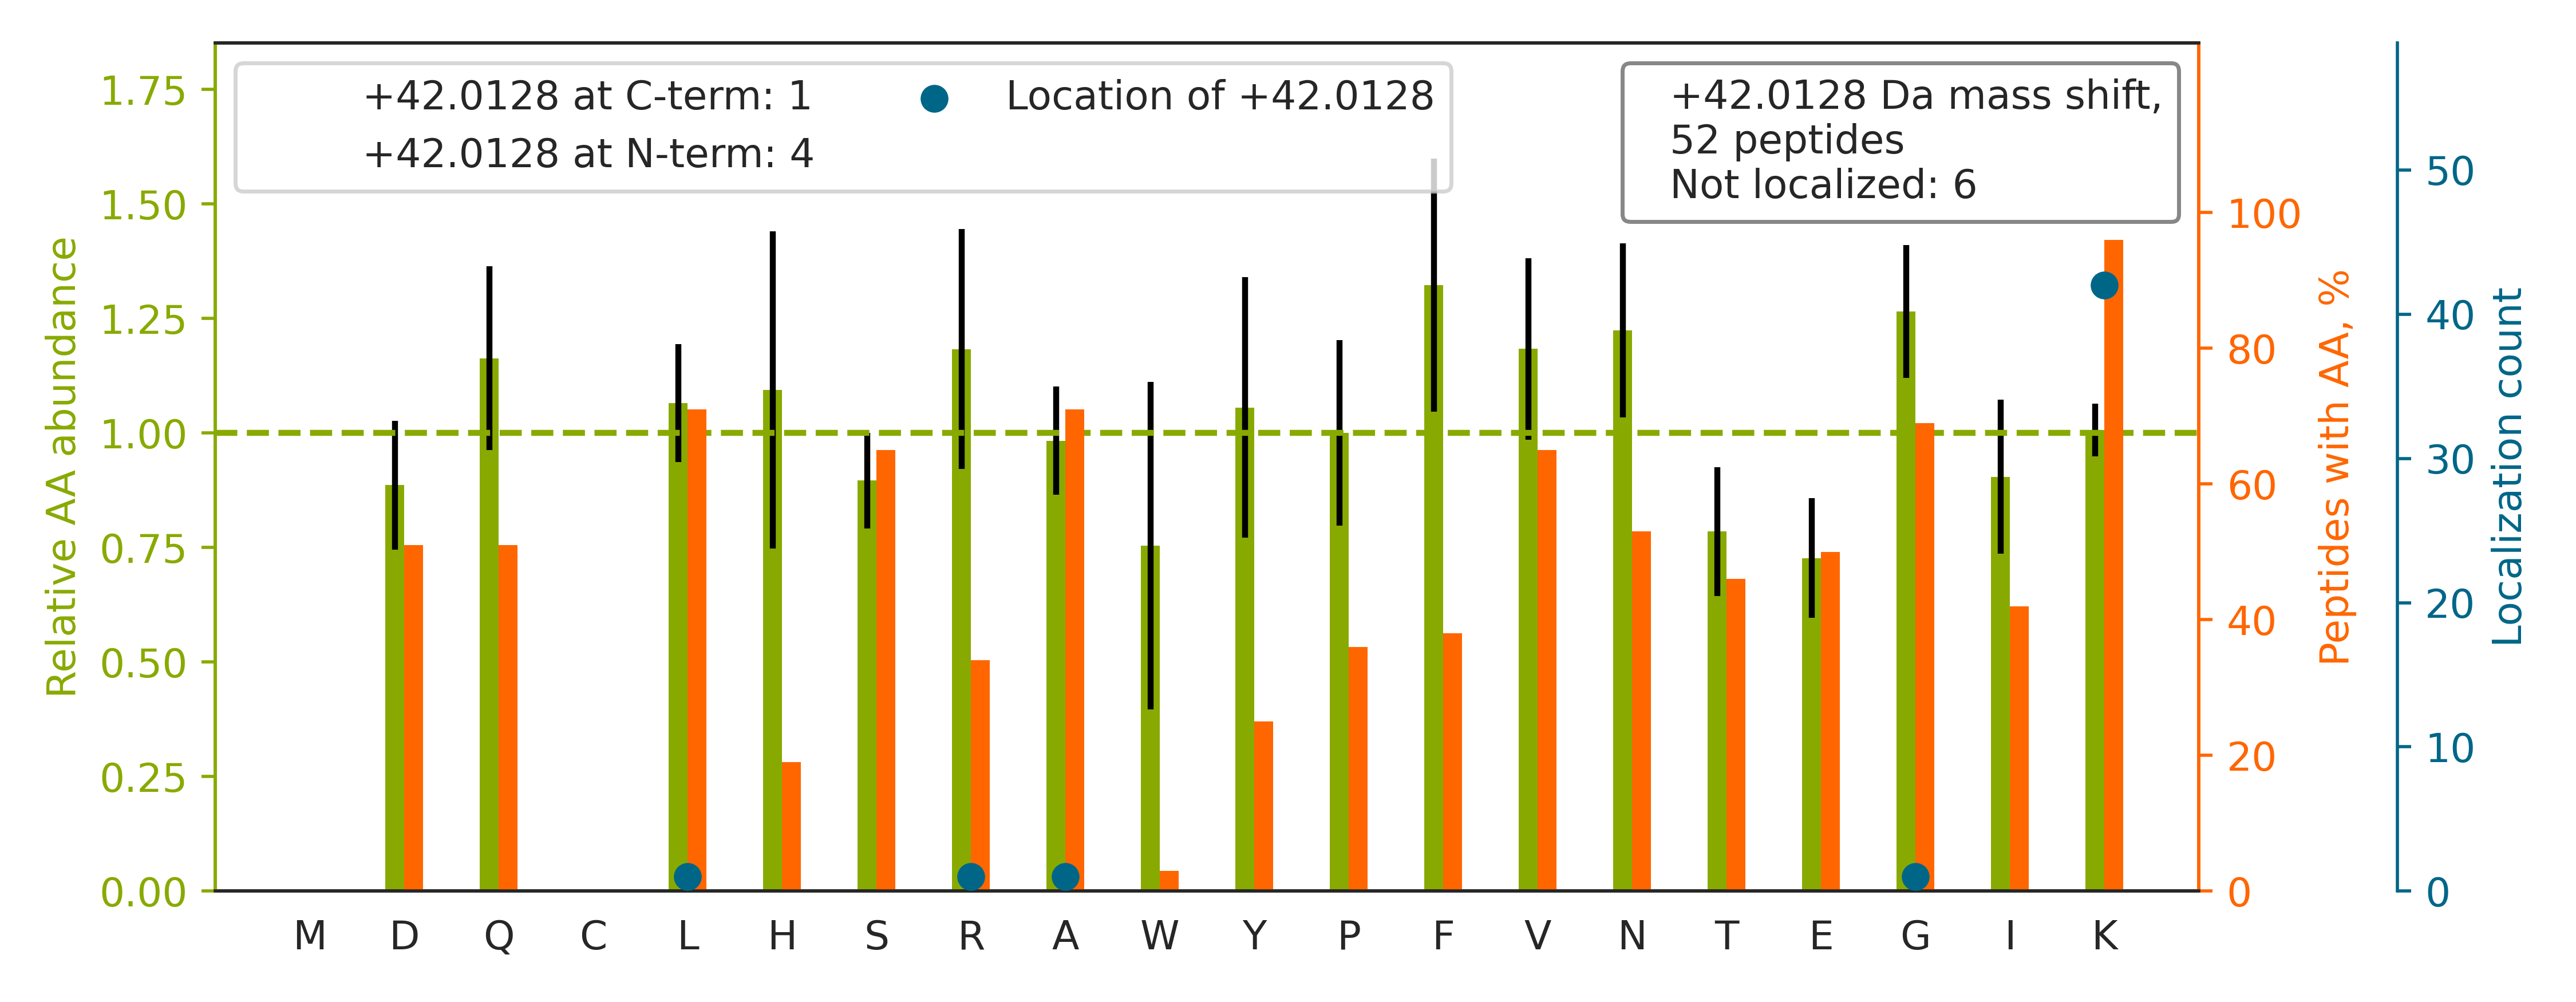 +42.0128 at C-term: 1
+42.0128 at N-term: 4
Location of +42.0128
+42.0128 Da mass shift,
52 peptides
Not localized: 6
Relative AA abundance
1.75
1.50
1.25
1.00
0.75
0.50
0.25
0.00
M D Q C L H S R A W Y P F V N T E G I K
100
80
60
40
20
0
Peptides with AA, %
50
40
30
20
10
0
Localization count